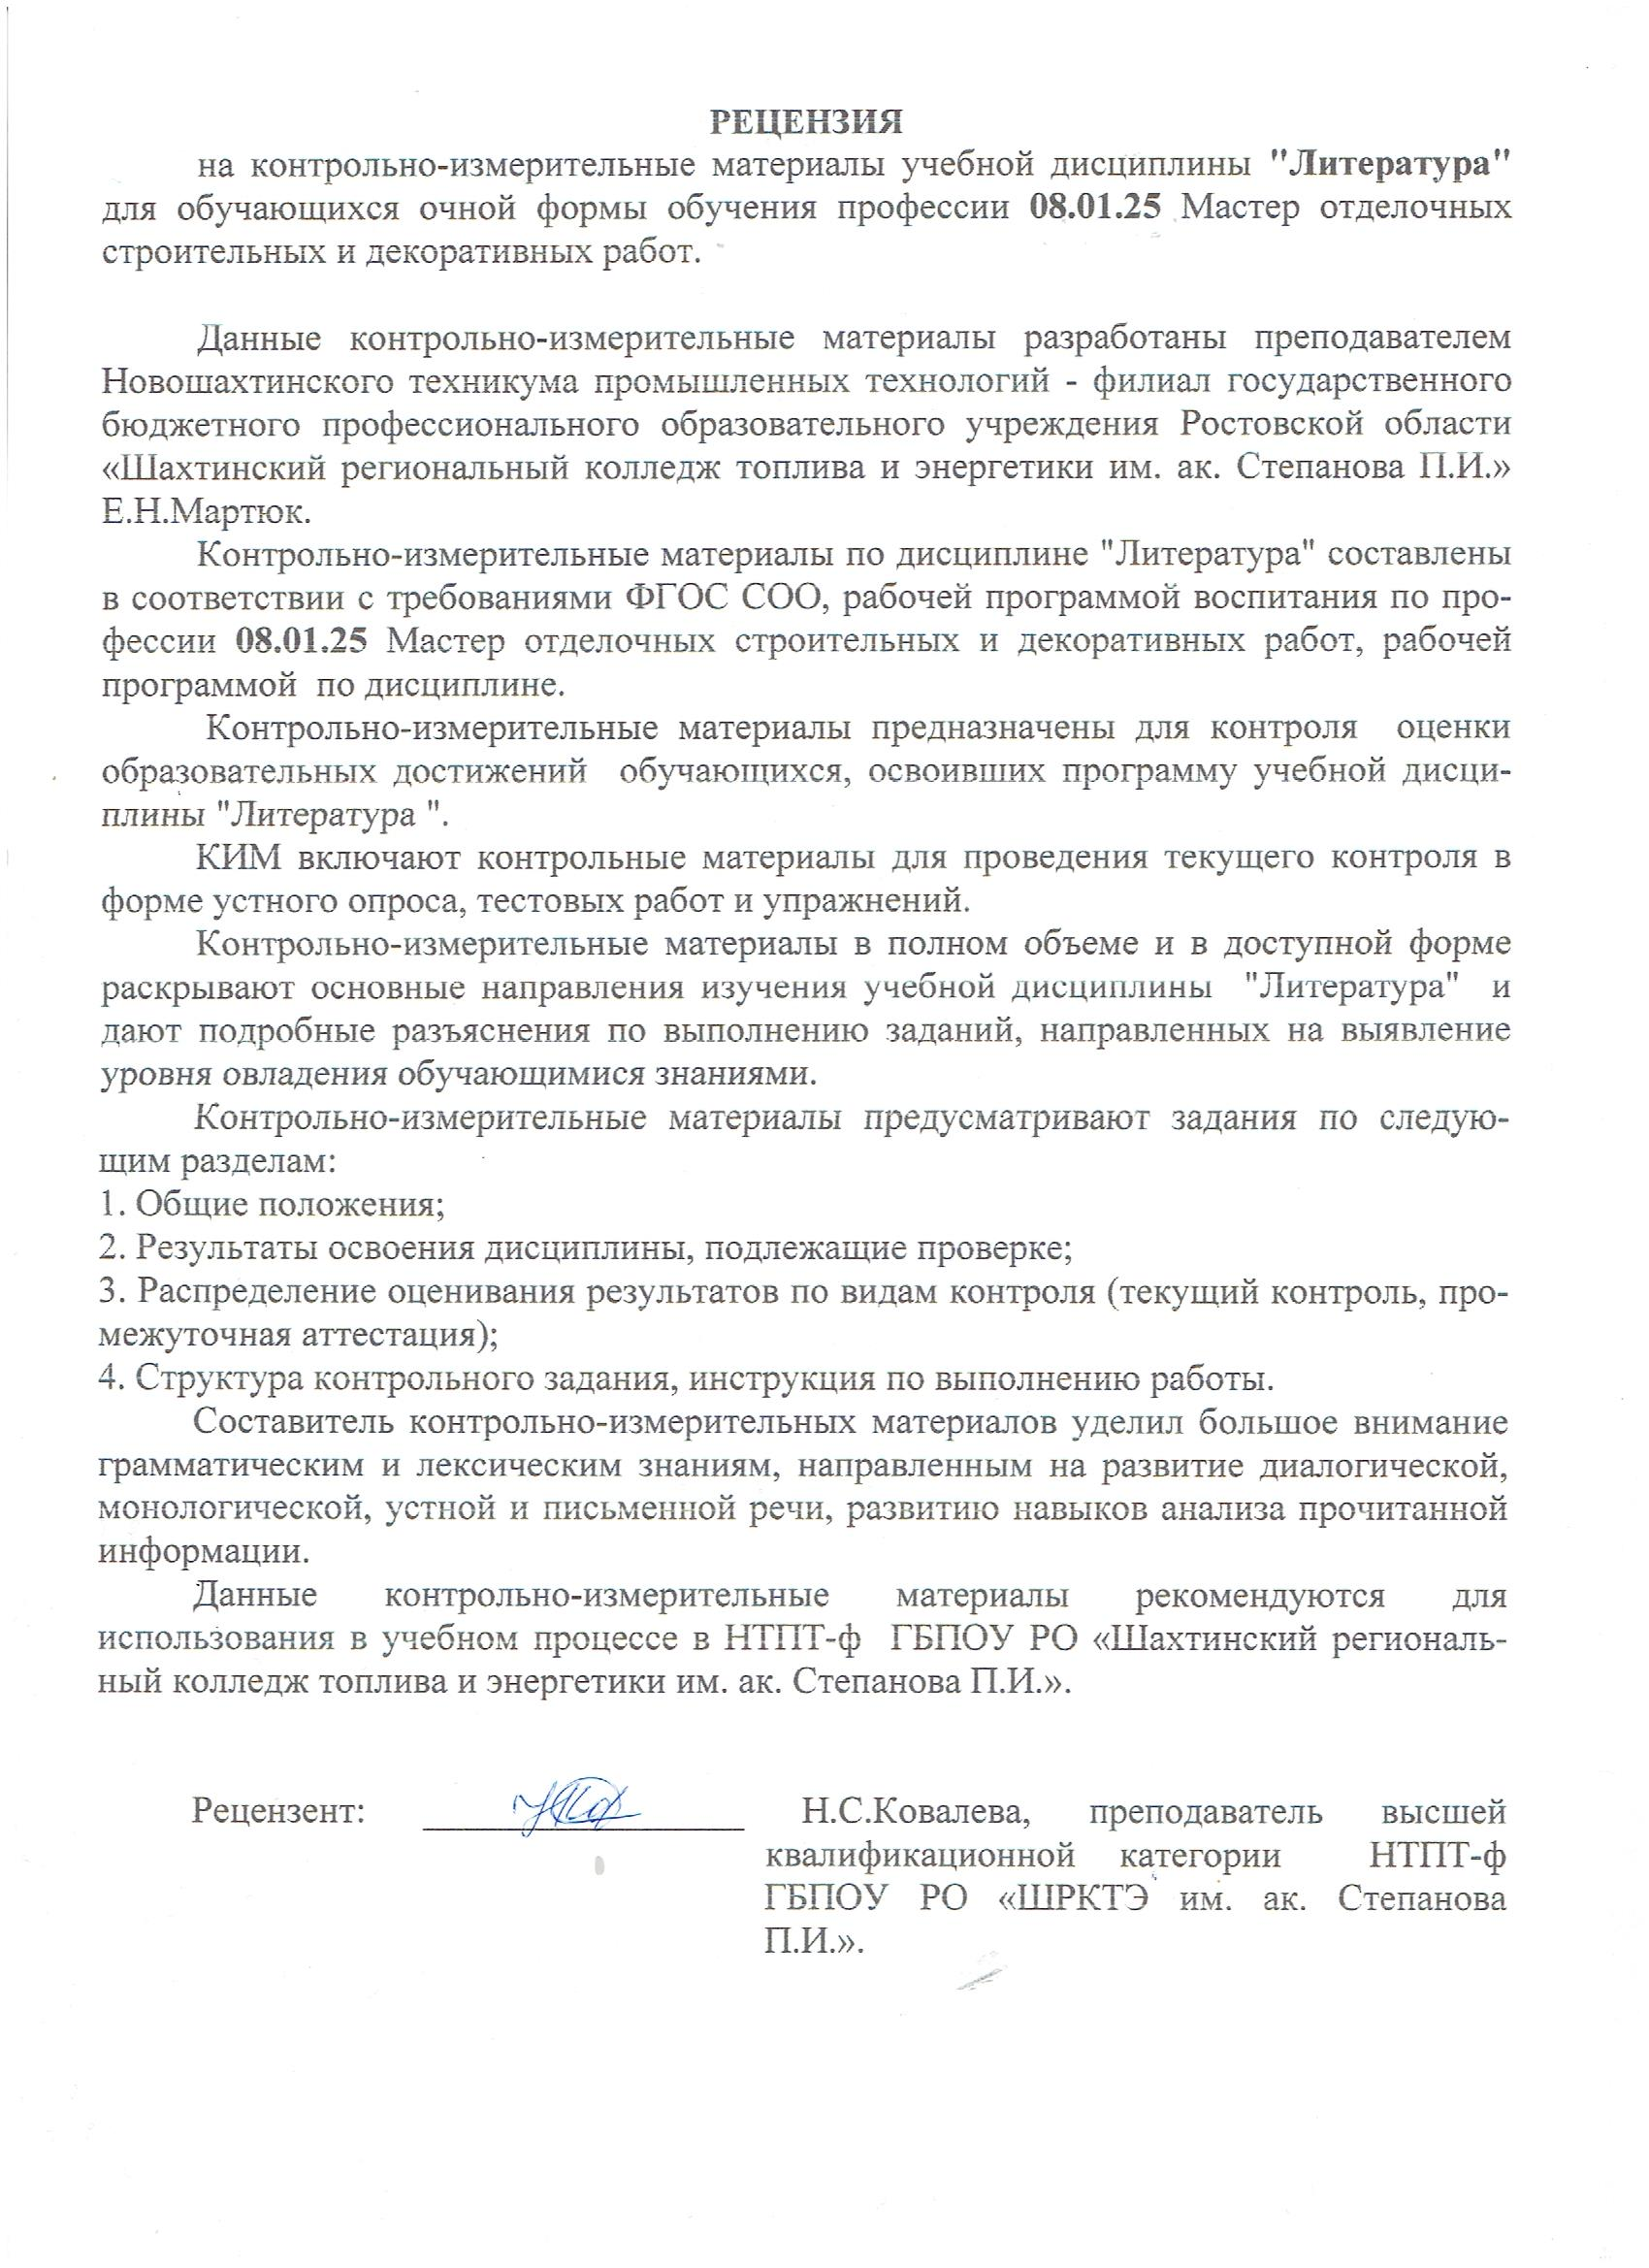 РЕЦЕНЗИЯ
на контрольно-измерительные материалы учебной дисциплины "Литература"
для обучающихся очной формы обучения профессии 08.01.25 Мастер отделочных
строительных и декоративных работ.
Данные контрольно-измерительные материалы разработаны преподавателем
Новошахтинского техникума промышленных технологий - филиал государственного
бюджетного профессионального образовательного учреждения Ростовской области
«Шахтинский региональный колледж топлива и энергетики им. ак. Степанова П.И.»
Е.Н.Мартюк.
Контрольно-измерительные материалы по дисциплине "Литература" составлены
в соответствии с требованиями ФГОС СОО, рабочей программой воспитания по про-
фессии 08.01.25 Мастер отделочных строительных и декоративных работ, рабочей
программой по дисциплине.
Контрольно-измерительные материалы предназначены для контроля оценки
образовательных достижений обучающихся, освоивших программу учебной дисци-
плины "Литература ".
КИМ включают контрольные материалы для проведения текущего контроля в
форме устного опроса, тестовых работ и упражнений.
Контрольно-измерительные материалы в полном объеме и в доступной форме
раскрывают основные направления изучения учебной дисциплины "Литература" и
дают подробные разъяснения по выполнению заданий, направленных на выявление
уровня овладения обучающимися знаниями.
Контрольно-измерительные материалы предусматривают задания по следую-
щим разделам:
1. Общие положения;
2. Результаты освоения дисциплины, подлежащие проверке;
3. Распределение оценивания результатов по видам контроля (текущий контроль, про-
межуточная аттестация);
4. Структура контрольного задания, инструкция по выполнению работы.
Составитель контрольно-измерительных материалов уделил большое внимание
грамматическим и лексическим знаниям, направленным на развитие диалогической,
монологической, устной и письменной речи, развитию навыков анализа прочитанной
информации.
Данные контрольно-измерительные материалы рекомендуются для
использования в учебном процессе в НТПТ-ф ГБПОУ РО «Шахтинский региональ-
ный колледж топлива и энергетики им. ак. Степанова П.И.».
Рецензент: Н.С.Ковалева, преподаватель высшей
квалификационной категории НТПТ-ф
ГБПОУ РО «ШРКТЭ им. ак. Степанова
П.И.».